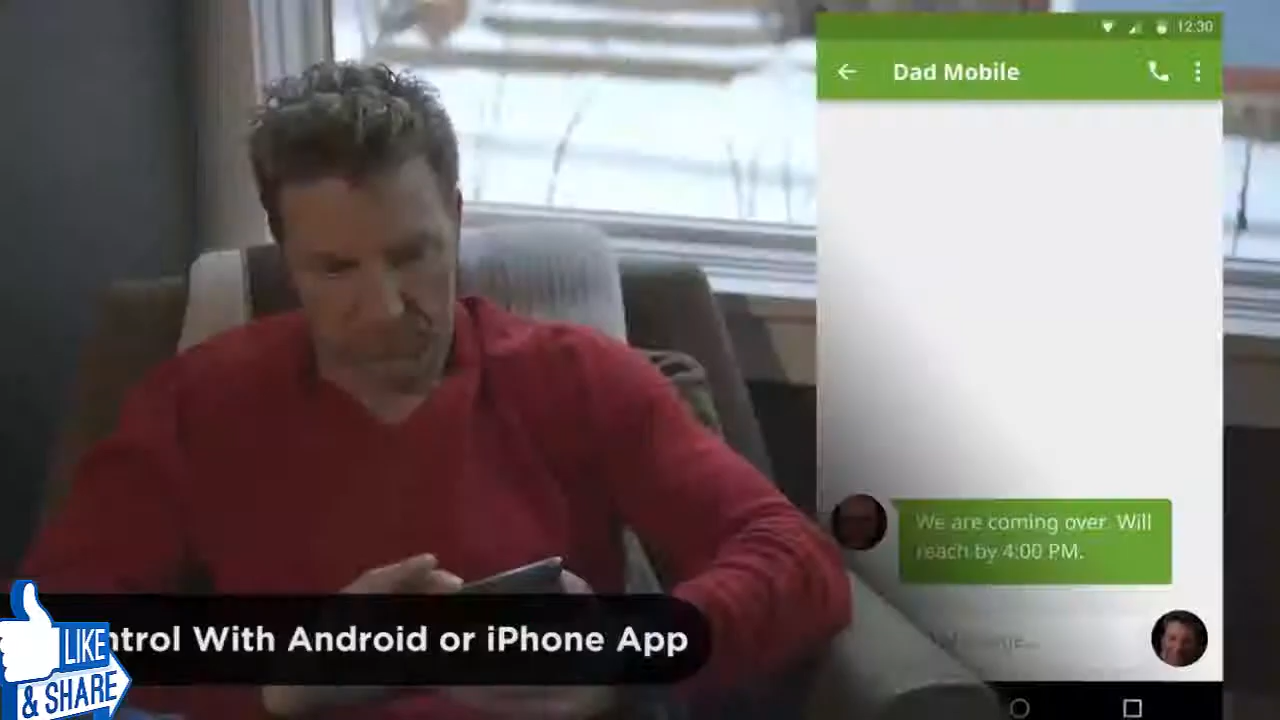 12:30
Dad Mobile
We are coming over. Will
reach by 4:00 PM.
ntrol With Android or iPhone App
LIKE
& SHARE